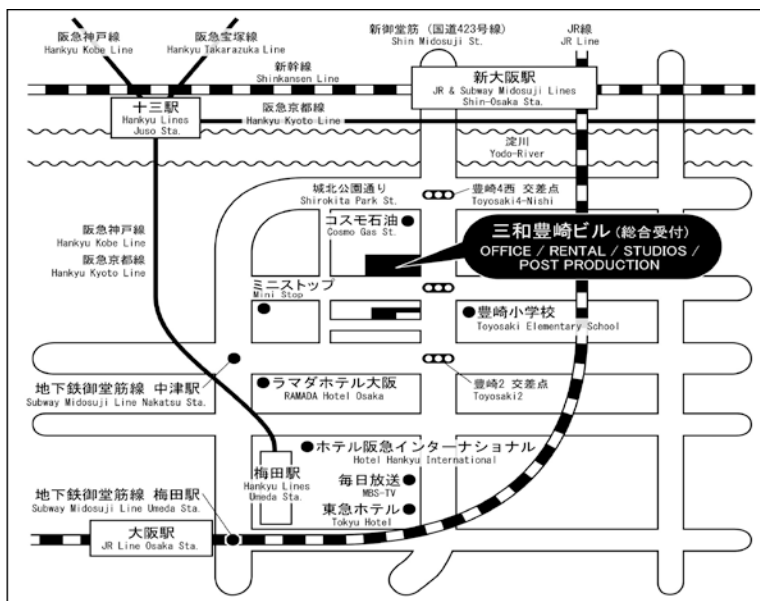 阪急神戸線
Hankyu Kobe Line
阪急宝塚線
Hankyu Takarazuka Line
新御堂筋 (国道423号線)
Shin Midosuji St.
JR線
JR Line
新幹線
Shinkansen Line
新大阪駅
JR & Subway Midosuji Lines
Shin-Osaka Sta.
十三駅
Hankyu Lines
Juso Sta.
阪急京都線
Hankyu Kyoto Line
淀川
Yodo-River
城北公園通り
Shirokita Park St.
豊崎4西 交差点
Toyosaki4-Nishi
コスモ石油
Cosmo Gas St.
三和豊崎ビル (総合受付)
OFFICE / RENTAL / STUDIOS /
POST PRODUCTION
阪急神戸線
Hankyu Kobe Line
阪急京都線
Hankyu Kyoto Line
ミニストップ
Mini Stop
豊崎小学校
Toyosaki Elementary School
地下鉄御堂筋線 中津駅
Subway Midosuji Line Nakatsu Sta.
ラマダホテル大阪
RAMADA Hotel Osaka
豊崎2 交差点
Toyosaki2
ホテル阪急インターナショナル
Hotel Hankyu International
梅田駅
Hankyu Lines
Umeda Sta.
毎日放送
MBS-TV
地下鉄御堂筋線 梅田駅
Subway Midosuji Line Umeda Sta.
東急ホテル
Tokyu Hotel
大阪駅
JR Line Osaka Sta.